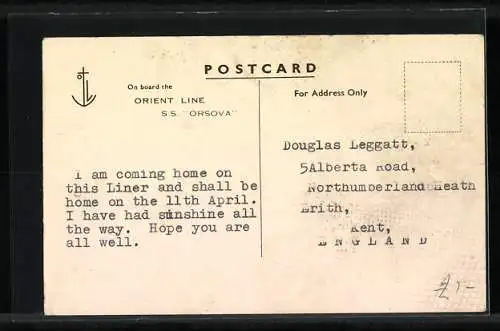 POSTCARD
On board the
ORIENT LINE
S.S. "ORSOVA"
For Address Only
I am coming home on
this Liner and shall be
home on the 11th April.
I have had sunshine all
the way. Hope you are
all well.
Douglas Leggatt,
5Alberta Road,
Northumberland Heath
Erith,
Kent,
ENGLAND
£1-